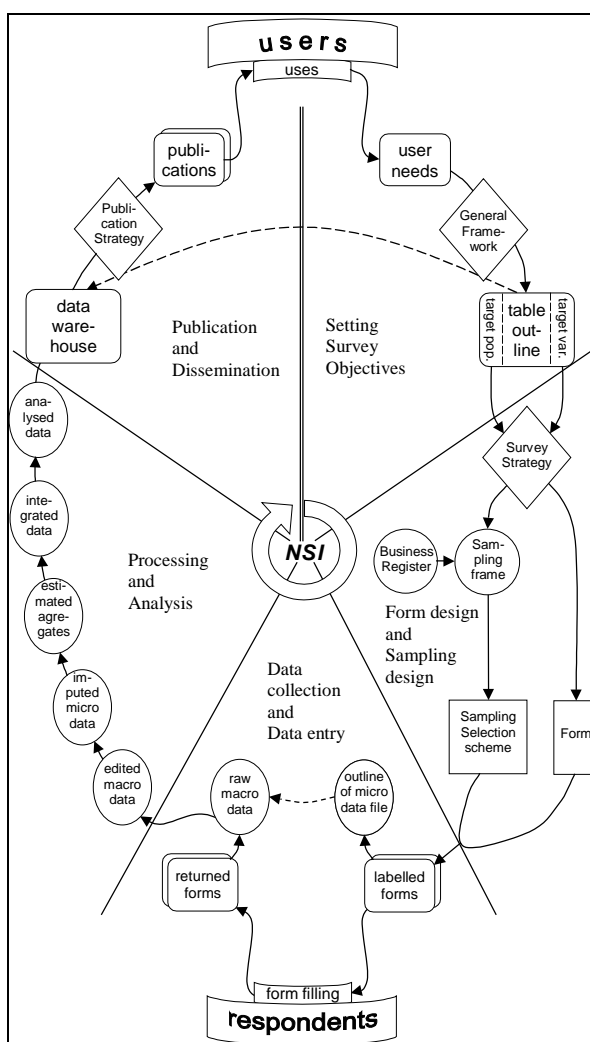 users
uses
publi-
cations
user
needs
Publication
Strategy
General
Frame-
work
data
ware-
house
Publication
and
Dissemination
Setting
Survey
Objectives
target pop.
table
out-
line
target var.
ana-
lysed
data
Survey
Strategy
inte-
grated
data
Processing
and
Analysis
NSI
Business
Register
Sam-
pling
frame
esti-
mated
agre-
gates
Form design
and
Sampling
design
im-
puted
micro
data
Data
collection
and
Data entry
Sampling
Selection
scheme
Form
edited
macro
data
raw
macro
data
outline
of micro
data file
returned
forms
labelled
forms
form filling
respondents